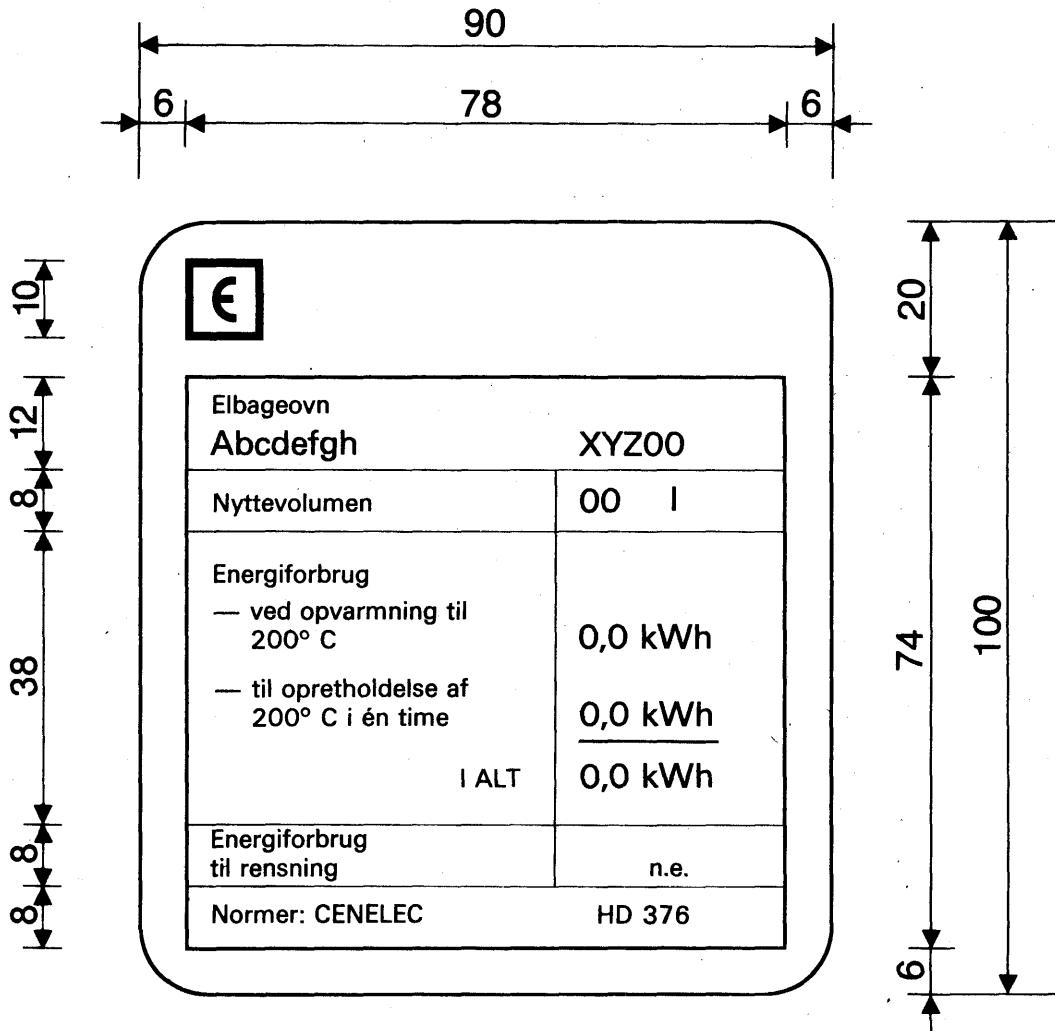 90
6 78 6
10
20
Є
12
Elbageovn
Abcdefgh XYZ00
8
Nyttevolumen 00 l
38
Energiforbrug
— ved opvarmning til
200° C 0,0 kWh
74
100
— til opretholdelse af
200° C i én time 0,0 kWh
I ALT 0,0 kWh
8
Energiforbrug
til rensning n.e.
8
Normer: CENELEC HD 376
6